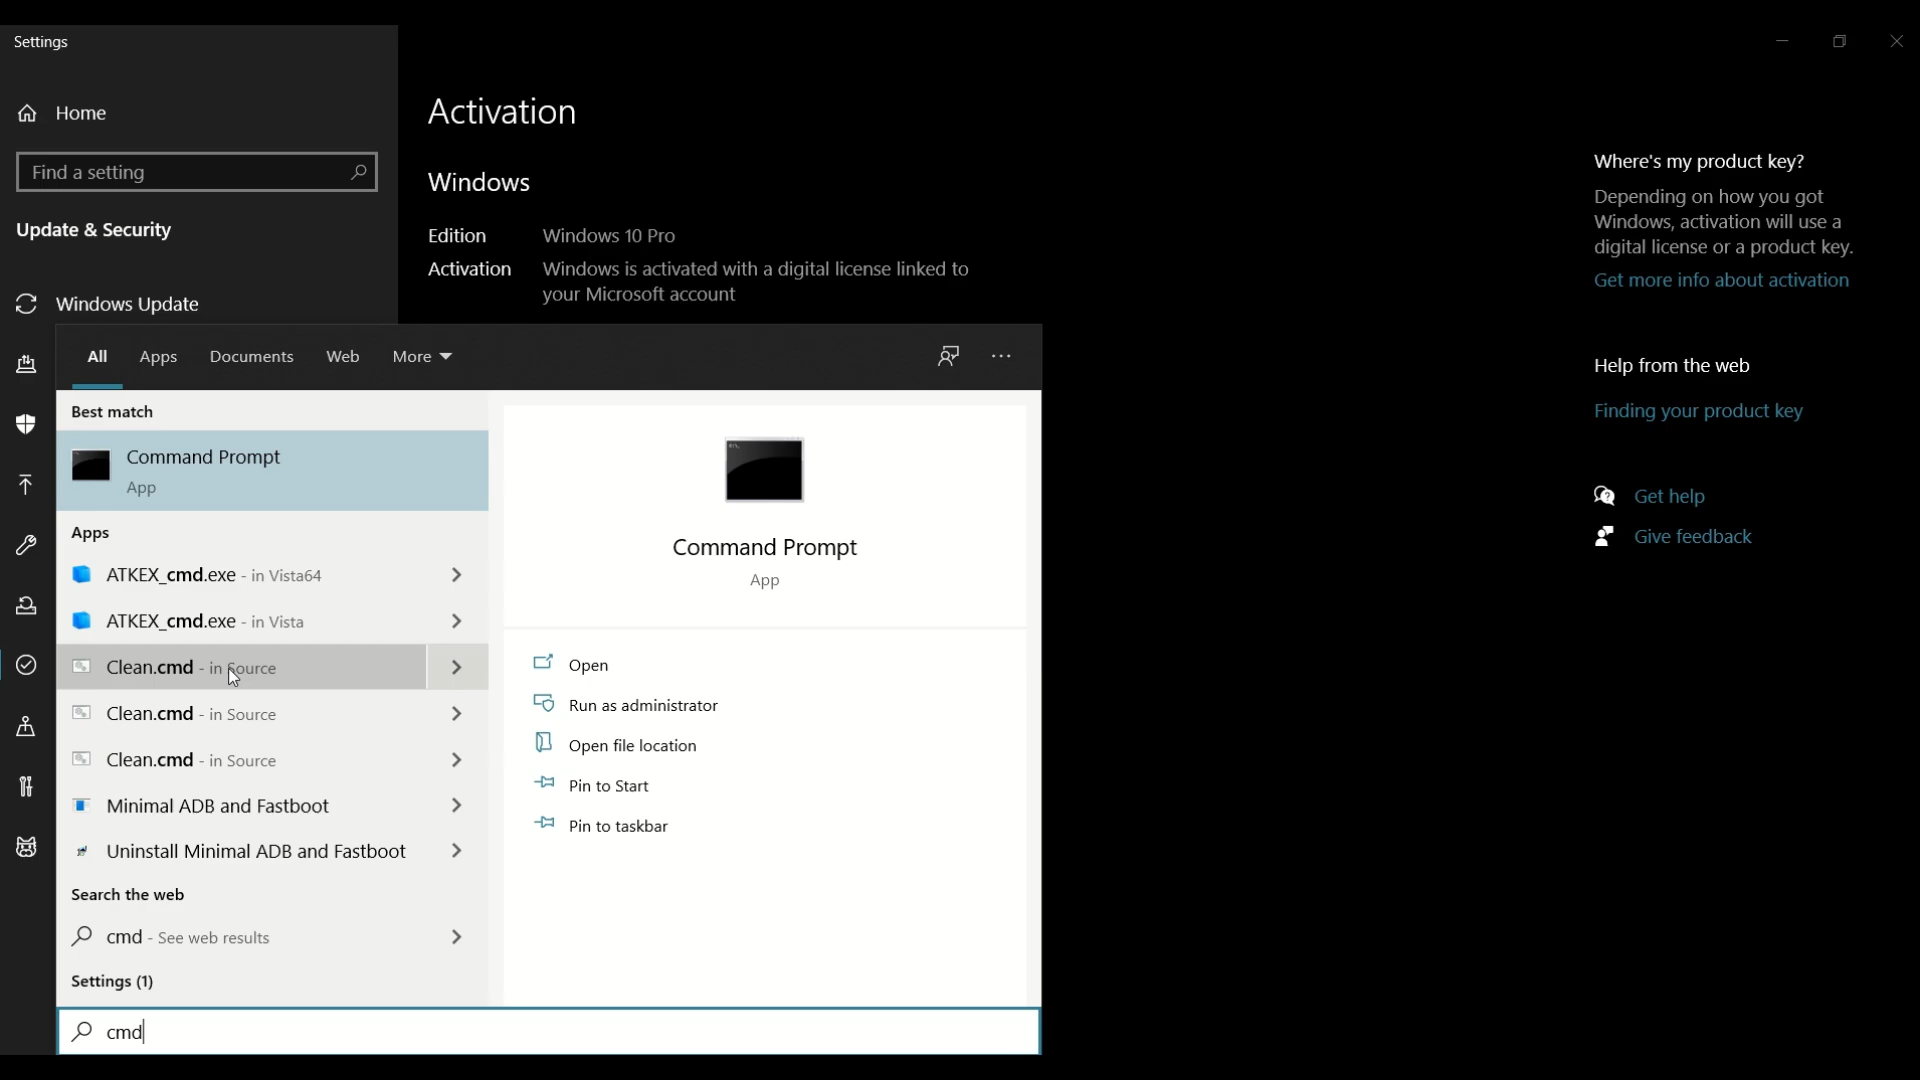 Settings
Home
Find a setting
Update & Security
Windows Update
Activation
Windows
Edition Windows 10 Pro
Activation Windows is activated with a digital license linked to
your Microsoft account
Where's my product key?
Depending on how you got
Windows, activation will use a
digital license or a product key.
Get more info about activation
Help from the web
Finding your product key
Get help
Give feedback
All Apps Documents Web More
Best match
Command Prompt
App
Apps
ATKEX_cmd.exe - in Vista64
ATKEX_cmd.exe - in Vista
Clean.cmd - in Source
Clean.cmd - in Source
Clean.cmd - in Source
Minimal ADB and Fastboot
Uninstall Minimal ADB and Fastboot
Search the web
cmd - See web results
Settings (1)
Command Prompt
App
Open
Run as administrator
Open file location
Pin to Start
Pin to taskbar
cmd